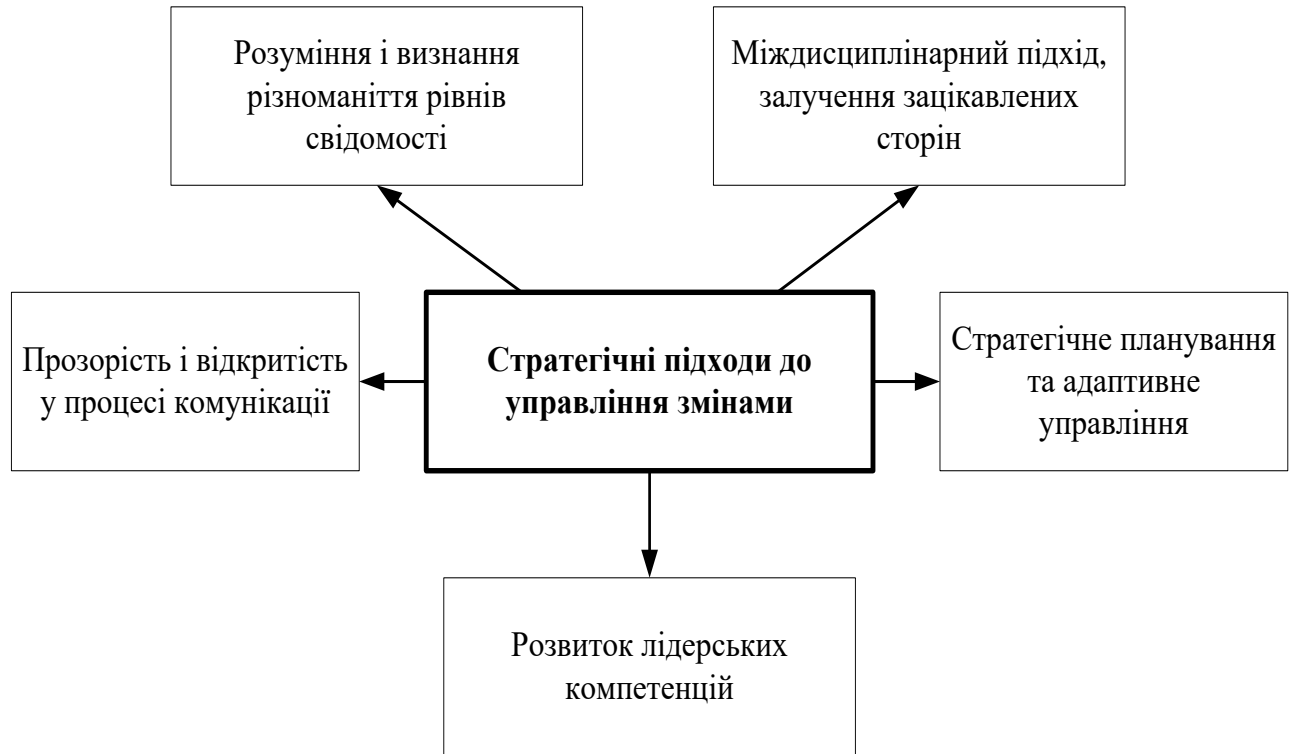 Розуміння і визнання
різноманіття рівнів
свідомості
Міждисциплінарний підхід,
залучення зацікавлених
сторін
Прозорість і відкритість
у процесі комунікації
Стратегічні підходи до
управління змінами
Стратегічне планування
та адаптивне
управління
Розвиток лідерських
компетенцій